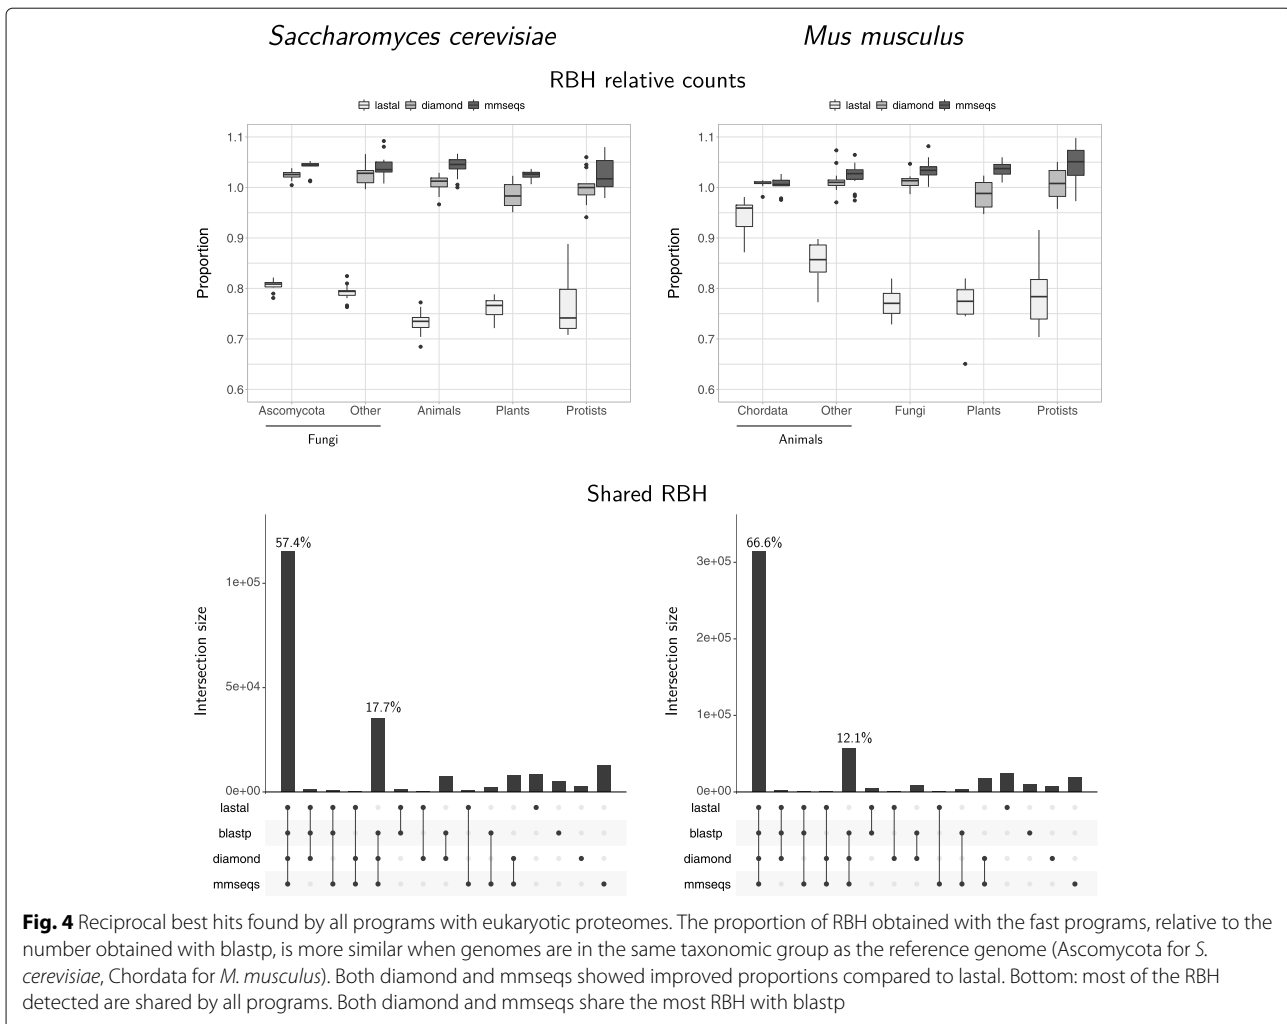 Saccharomyces cerevisiae
Mus musculus
RBH relative counts
lastal diamond mmseqs
lastal diamond mmseqs
Proportion
1.1
1.0
0.9
0.8
0.7
0.6
Ascomycota Other Animals Plants Protists
Fungi
Proportion
1.1
1.0
0.9
0.8
0.7
0.6
Chordata Other Fungi Plants Protists
Animals
Shared RBH
Intersection size
1e+05
5e+04
0e+00
57.4%
17.7%
lastal
blastp
diamond
mmseqs
Intersection size
3e+05
2e+05
1e+05
0e+00
66.6%
12.1%
lastal
blastp
diamond
mmseqs
Fig. 4 Reciprocal best hits found by all programs with eukaryotic proteomes. The proportion of RBH obtained with the fast programs, relative to the
number obtained with blastp, is more similar when genomes are in the same taxonomic group as the reference genome (Ascomycota for S.
cerevisiae, Chordata for M. musculus). Both diamond and mmseqs showed improved proportions compared to lastal. Bottom: most of the RBH
detected are shared by all programs. Both diamond and mmseqs share the most RBH with blastp